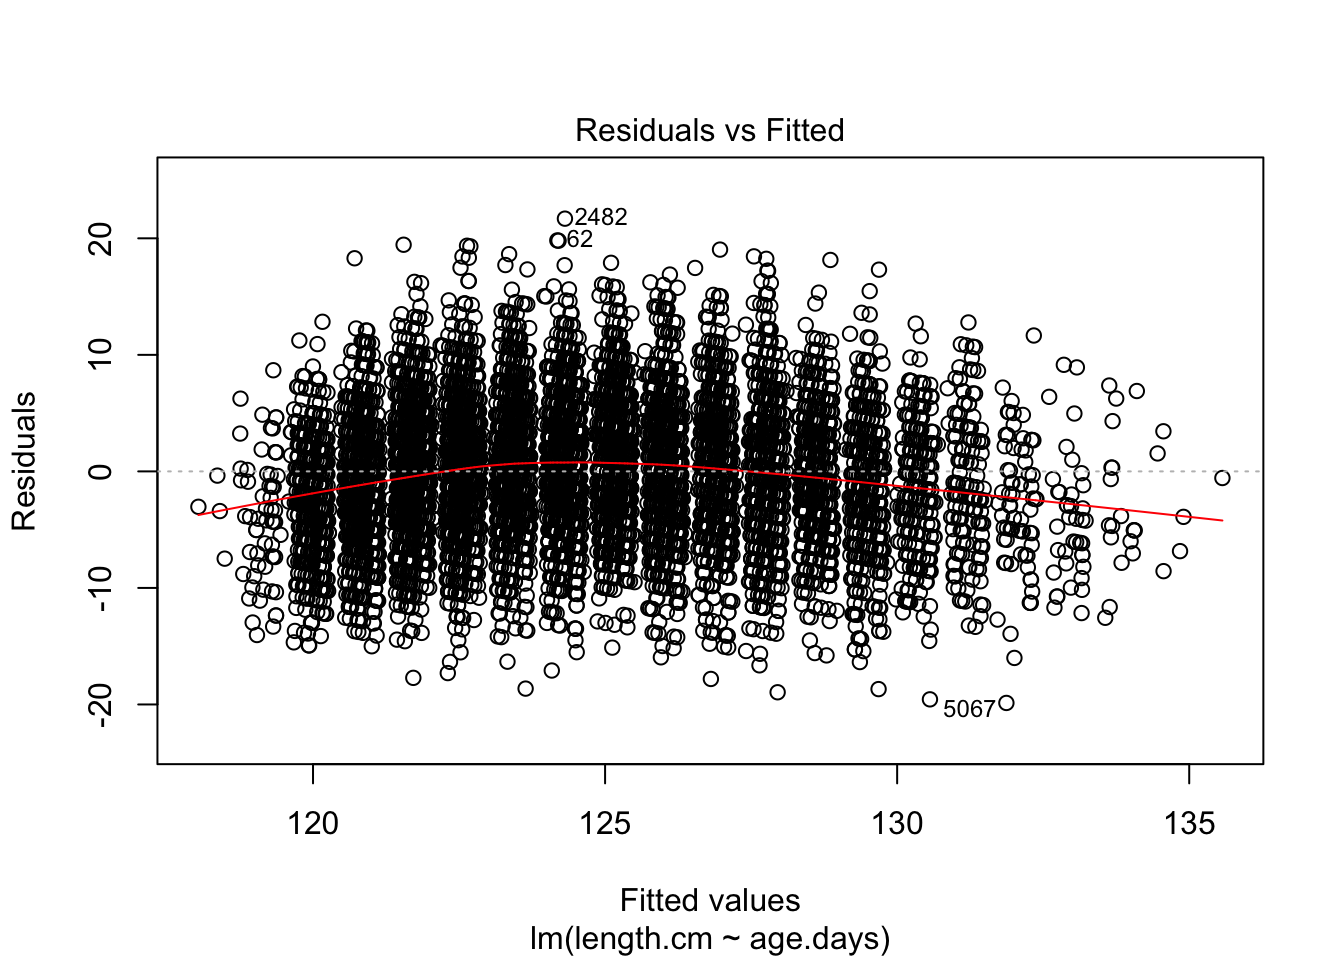 Residuals vs Fitted
Residuals
20
10
0
-10
-20
2482
62
5067
120 125 130 135
Fitted values
lm(length.cm ~ age.days)